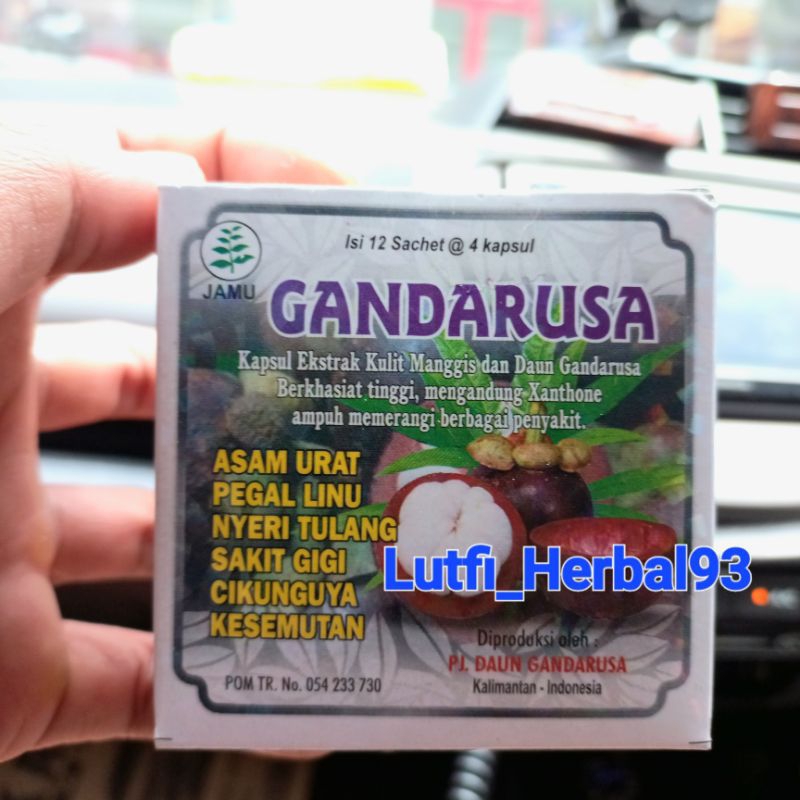 Isi 12 Sachet @ 4 kapsul
JAMU
GANDARUSA
Kapsul Ekstrak Kulit Manggis dan Daun Gandarusa
Berkhasiat tinggi, mengandung Xanthone
ampuh memerangi berbagai penyakit.
ASAM URAT
PEGAL LINU
NYERI TULANG
SAKIT GIGI
CIKUNGUYA
KESEMUTAN
Lutfi_Herbal93
Diproduksi oleh :
PJ. DAUN GANDARUSA
Kalimantan - Indonesia
POM TR. No. 054 233 730